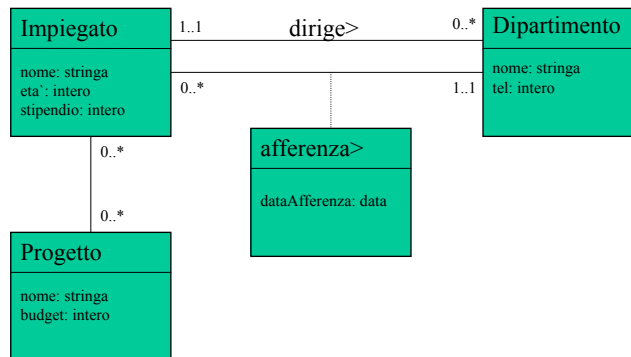 Impiegato
nome: stringa
eta`: intero
stipendio: intero
1..1
dirige>
0..*
Dipartimento
nome: stringa
tel: intero
0..*
1..1
afferenza>
dataAfferenza: data
0..*
0..*
Progetto
nome: stringa
budget: intero